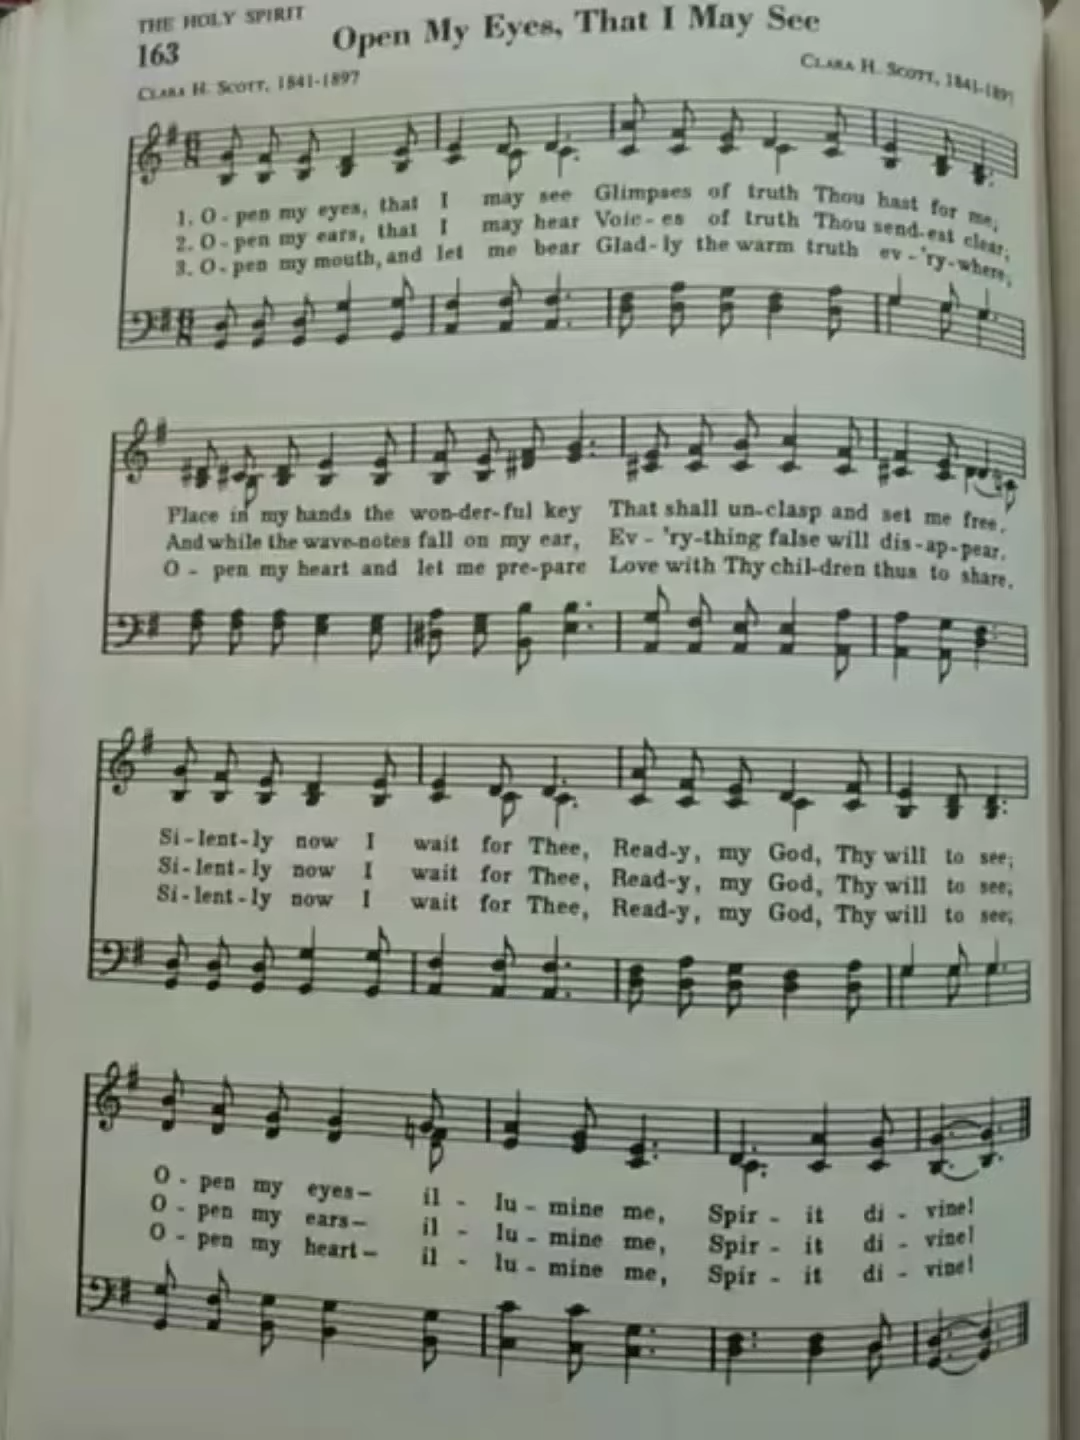 THE HOLY SPIRIT
163
Open My Eyes, That I May See
CLARA H. SCOTT, 1841-1897
CLARA H. SCOTT, 1841-1897
1. O - pen my eyes, that I may see Glimpses of truth Thou hast for me;
2. O - pen my ears, that I may hear Voic - es of truth Thou send-est clear;
3. O - pen my mouth, and let me bear Glad - ly the warm truth ev - 'ry-where;
Place in my hands the won-der-ful key That shall un-clasp and set me free.
And while the wave-notes fall on my ear, Ev - 'ry-thing false will dis-ap-pear.
O - pen my heart and let me pre-pare Love with Thy chil-dren thus to share.
Si-lent-ly now I wait for Thee, Read-y, my God, Thy will to see;
Si-lent-ly now I wait for Thee, Read-y, my God, Thy will to see;
Si-lent-ly now I wait for Thee, Read-y, my God, Thy will to see;
O - pen my eyes— il - lu - mine me, Spir - it di - vine!
O - pen my ears— il - lu - mine me, Spir - it di - vine!
O - pen my heart— il - lu - mine me, Spir - it di - vine!